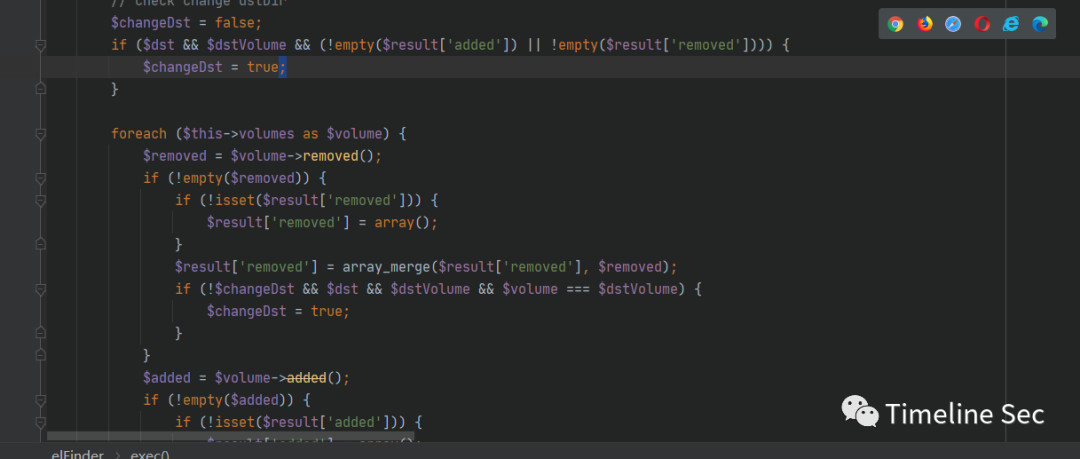 // Check change dstDir
$changeDst = false;
if ($dst && $dstVolume && (!empty($result['added']) || !empty($result['removed']))) {
$changeDst = true;
}
foreach ($this->volumes as $volume) {
$removed = $volume->removed();
if (!empty($removed)) {
if (!isset($result['removed'])) {
$result['removed'] = array();
}
$result['removed'] = array_merge($result['removed'], $removed);
if (!$changeDst && $dst && $dstVolume && $volume === $dstVolume) {
$changeDst = true;
}
}
$added = $volume->added();
if (!empty($added)) {
if (!isset($result['added'])) {
$result['added'] = array();
Timeline Sec
elFinder > exec()